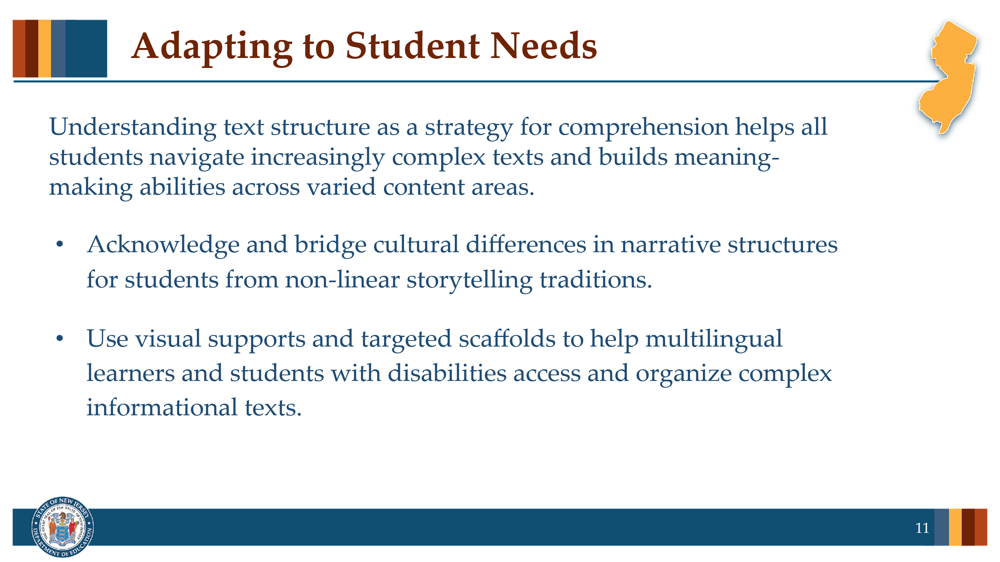 Adapting to Student Needs
Understanding text structure as a strategy for comprehension helps all
students navigate increasingly complex texts and builds meaning-
making abilities across varied content areas.
• Acknowledge and bridge cultural differences in narrative structures
for students from non-linear storytelling traditions.
• Use visual supports and targeted scaffolds to help multilingual
learners and students with disabilities access and organize complex
informational texts.
STATE OF NEW JERSEY
DEPARTMENT OF EDUCATION
THE GREAT SEAL OF THE STATE OF NEW JERSEY
11